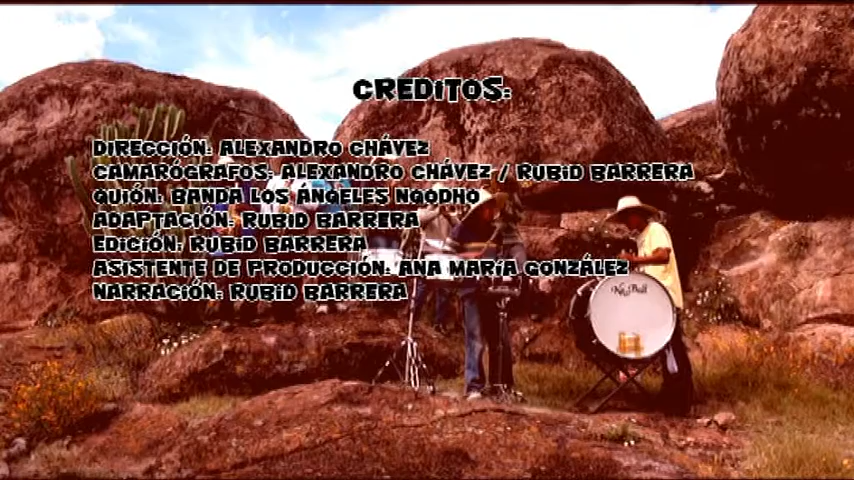 CREDITOS:
DIRECCIÓN: ALEXANDRO CHÁVEZ
CAMARÓGRAFOS: ALEXANDRO CHÁVEZ / RUBID BARRERA
QUIÓN: BANDA LOS ÁNGELES NQODHO
ADAPTACIÓN: RUBID BARRERA
EDICIÓN: RUBID BARRERA
ASISTENTE DE PRODUCCIÓN: ANA MARÍA GONZÁLEZ
NARRACIÓN: RUBID BARRERA